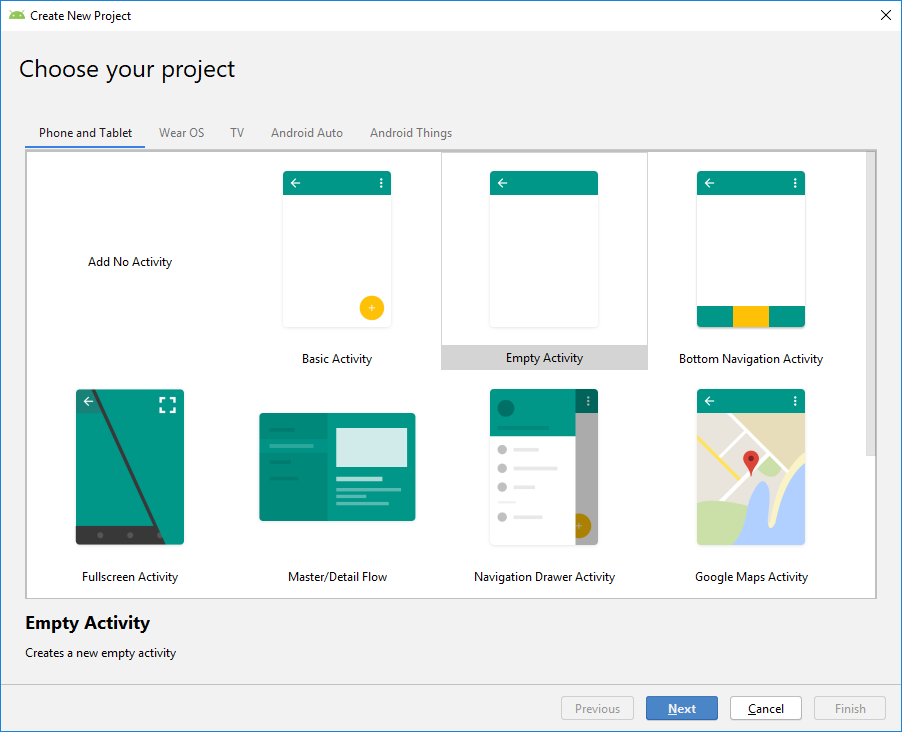 Create New Project
Choose your project
Phone and Tablet
Wear OS
TV
Android Auto
Android Things
Add No Activity
Basic Activity
Empty Activity
Bottom Navigation Activity
Fullscreen Activity
Master/Detail Flow
Navigation Drawer Activity
Google Maps Activity
Empty Activity
Creates a new empty activity
Previous
Next
Cancel
Finish